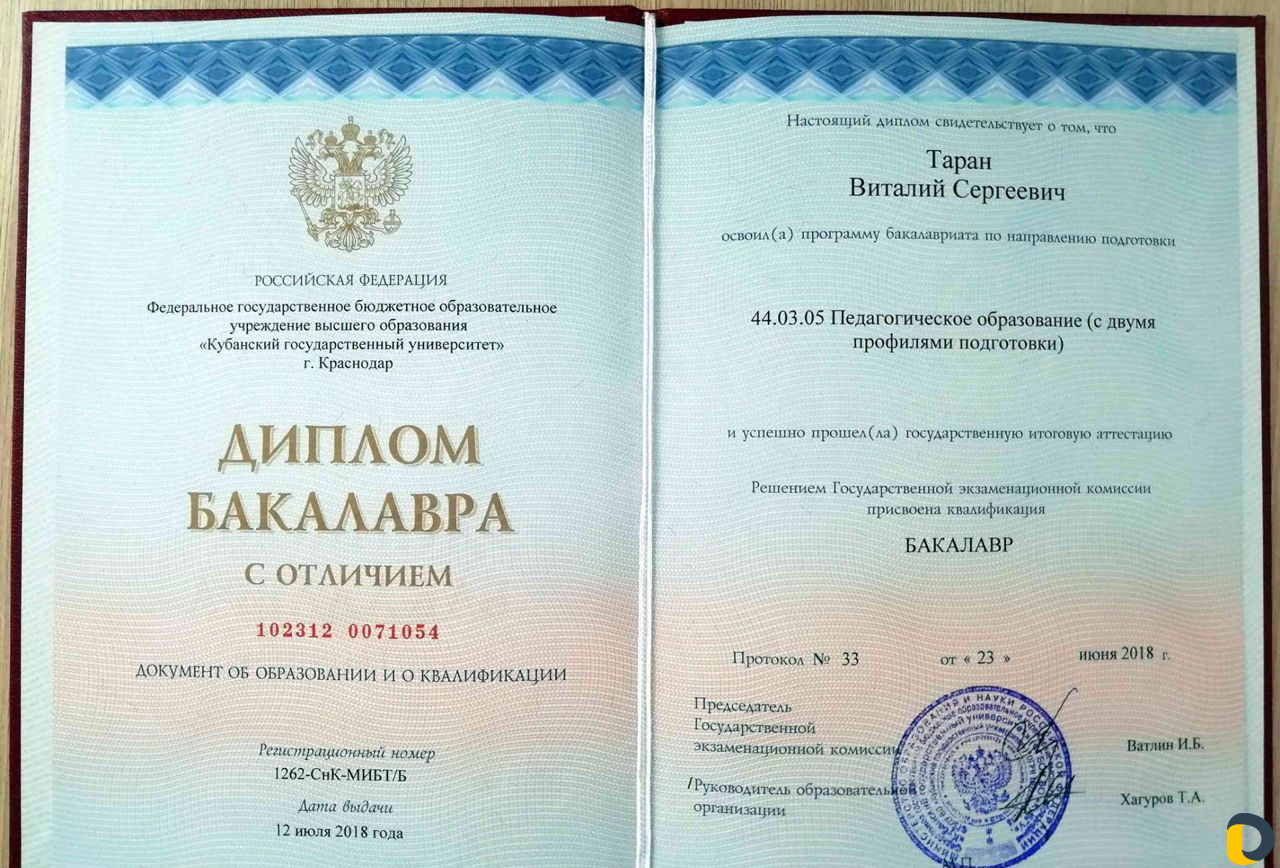 РОССИЙСКАЯ ФЕДЕРАЦИЯ
Федеральное государственное бюджетное образовательное
учреждение высшего образования
«Кубанский государственный университет»
г. Краснодар
ДИПЛОМ
БАКАЛАВРА
С ОТЛИЧИЕМ
102312 0071054
ДОКУМЕНТ ОБ ОБРАЗОВАНИИ И О КВАЛИФИКАЦИИ
Регистрационный номер
1262-СнК-МИБТ/Б
Дата выдачи
12 июля 2018 года
Настоящий диплом свидетельствует о том, что
Таран
Виталий Сергеевич
освоил(а) программу бакалавриата по направлению подготовки
44.03.05 Педагогическое образование (с двумя
профилями подготовки)
и успешно прошел(ла) государственную итоговую аттестацию
Решением Государственной экзаменационной комиссии
присвоена квалификация
БАКАЛАВР
Протокол № 33 от « 23 » июня 2018 г.
Председатель
Государственной
экзаменационной комиссии
Ватлин И.Б.
Руководитель образовательной
организации
Хагуров Т.А.
М.П.